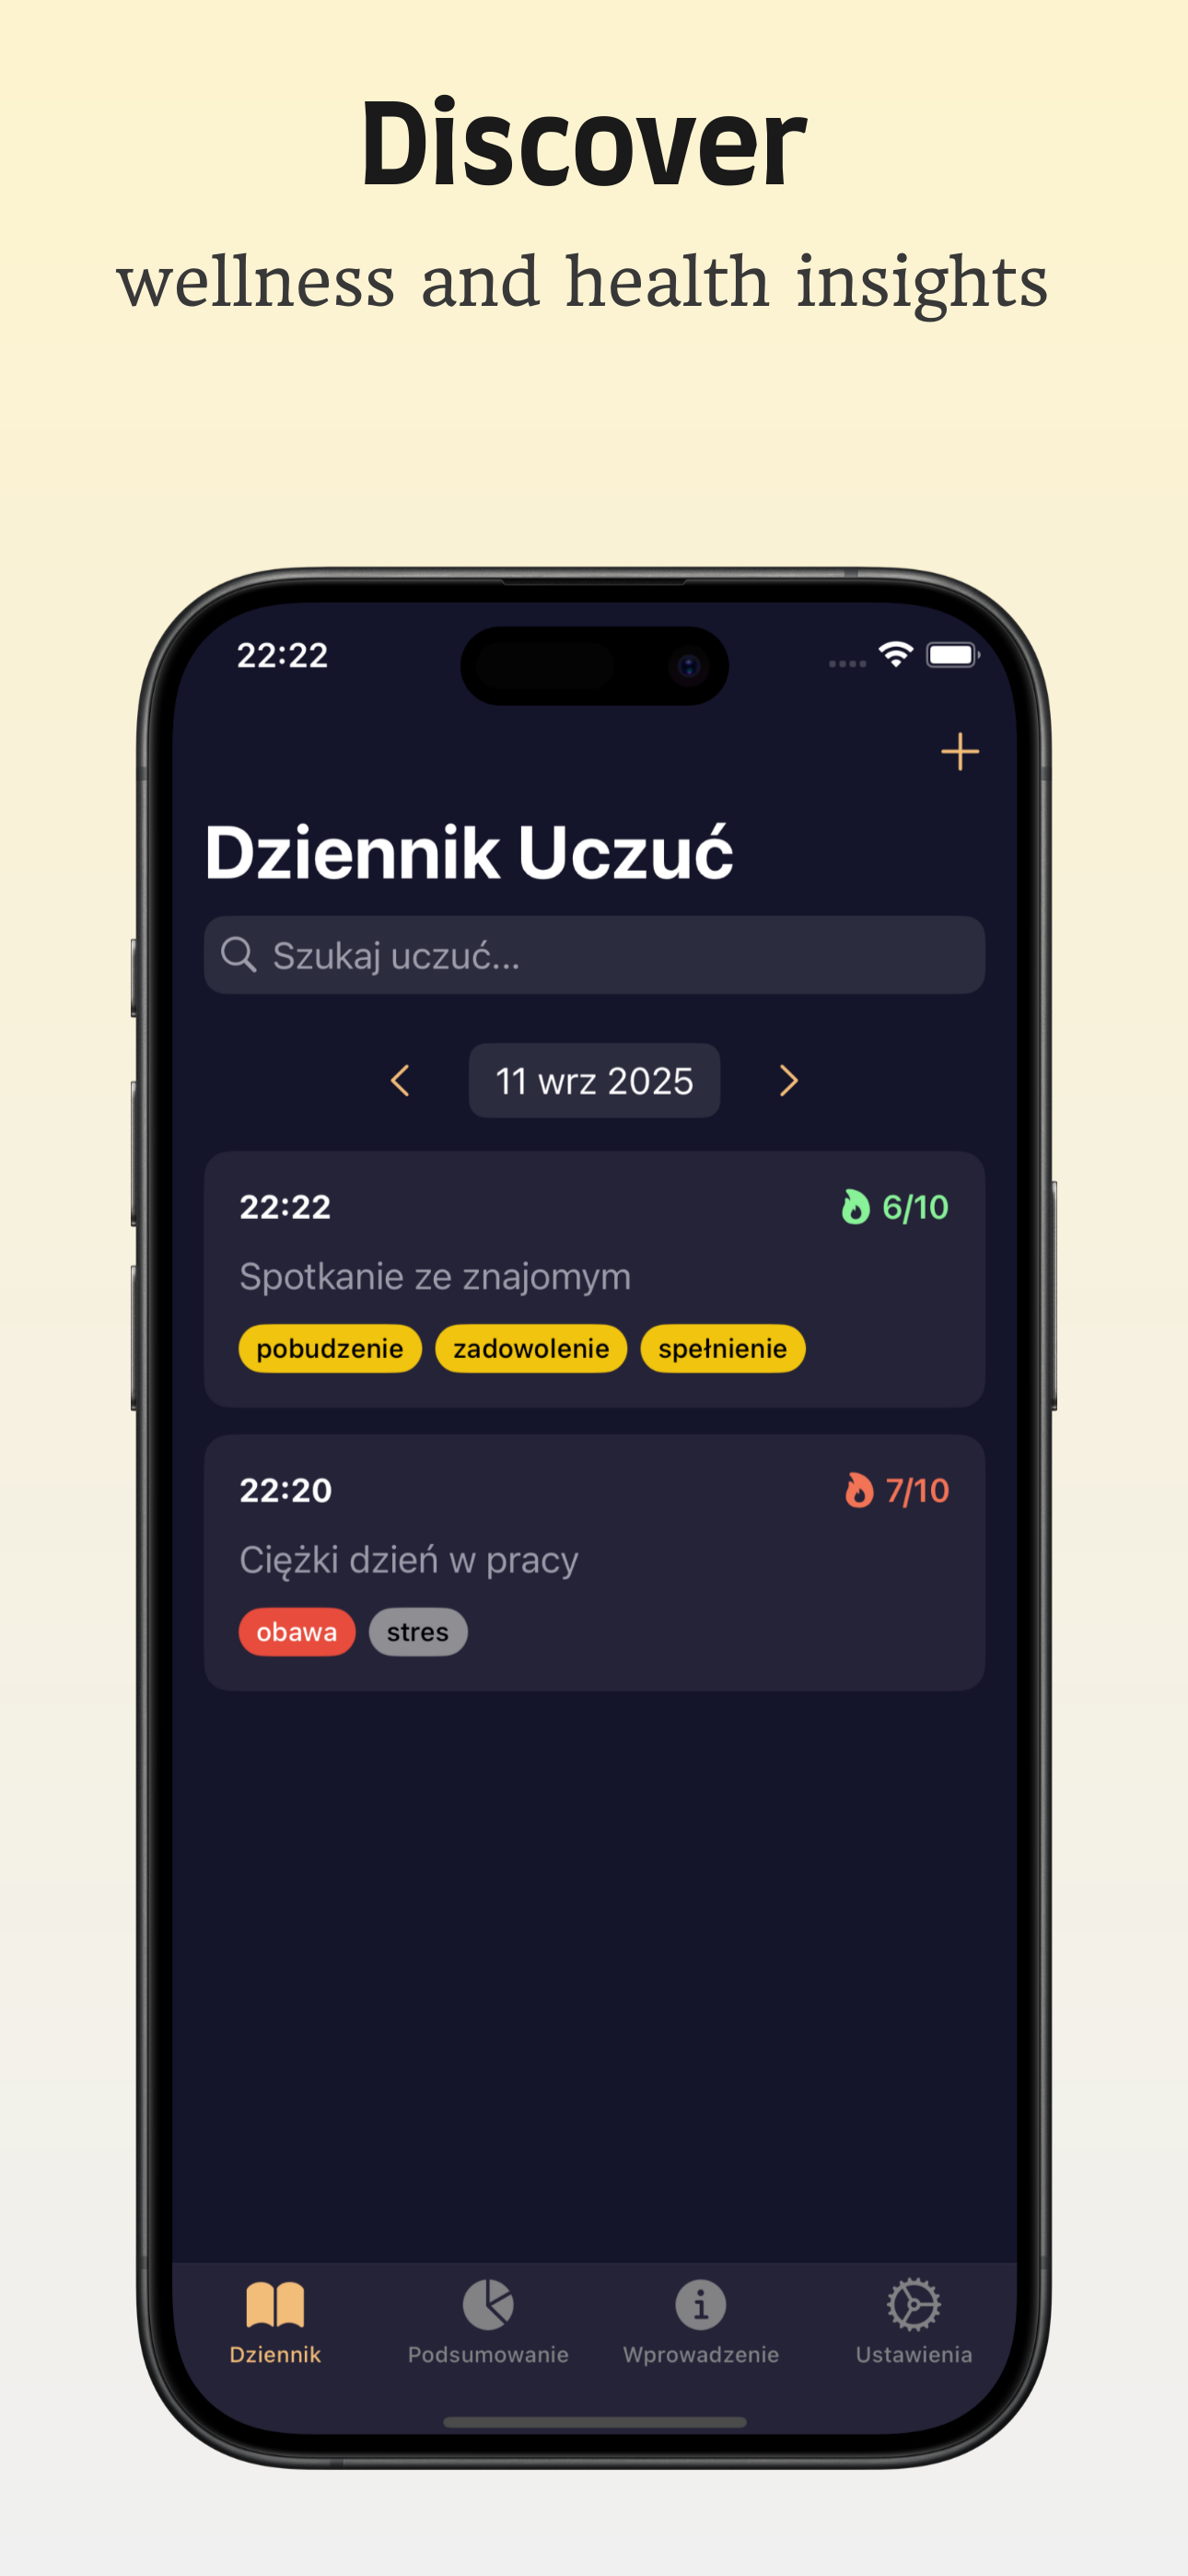 Discover
wellness and health insights
22:22
Dziennik Uczuć
Szukaj uczuć...
11 wrz 2025
22:22 6/10
Spotkanie ze znajomym
pobudzenie zadowolenie spełnienie
22:20 7/10
Ciężki dzień w pracy
obawa stres
Dziennik Podsumowanie Wprowadzenie Ustawienia